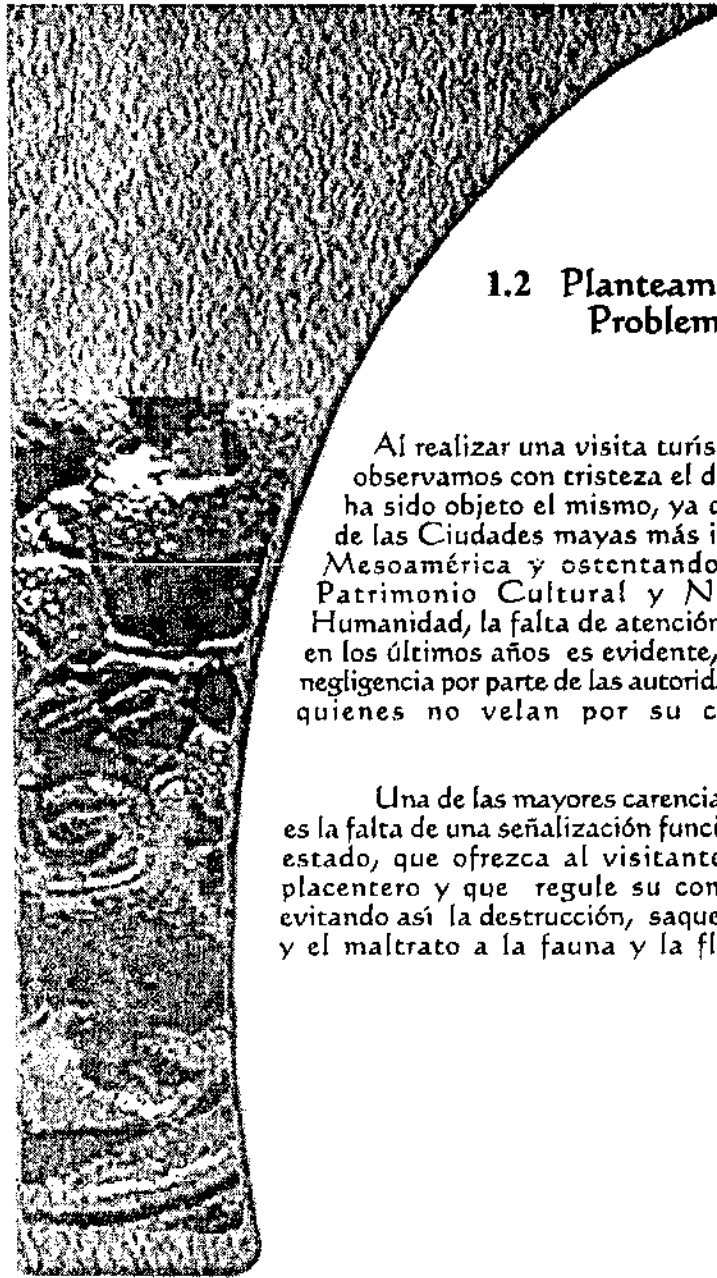 1.2 Planteam
Problem
Al realizar una visita turís
observamos con tristeza el d
ha sido objeto el mismo, ya q
de las Ciudades mayas más i
Mesoamérica y ostentando
Patrimonio Cultural y N
Humanidad, la falta de atención
en los últimos años es evidente,
negligencia por parte de las autorid
quienes no velan por su c
Una de las mayores carencia
es la falta de una señalización funci
estado, que ofrezca al visitante
placentero y que regule su con
evitando así la destrucción, saque
y el maltrato a la fauna y la fl